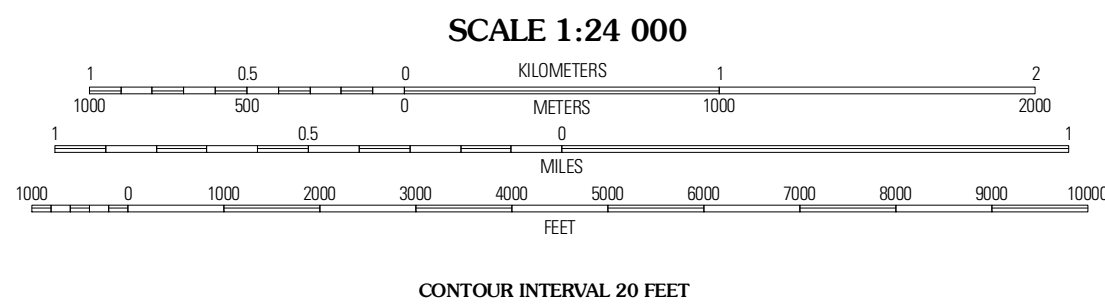 SCALE 1:24 000
1 0.5 0 KILOMETERS 1 2
1000 500 0 METERS 1000 2000
1 0.5 0 1
MILES
1000 0 1000 2000 3000 4000 5000 6000 7000 8000 9000 10000
FEET
CONTOUR INTERVAL 20 FEET